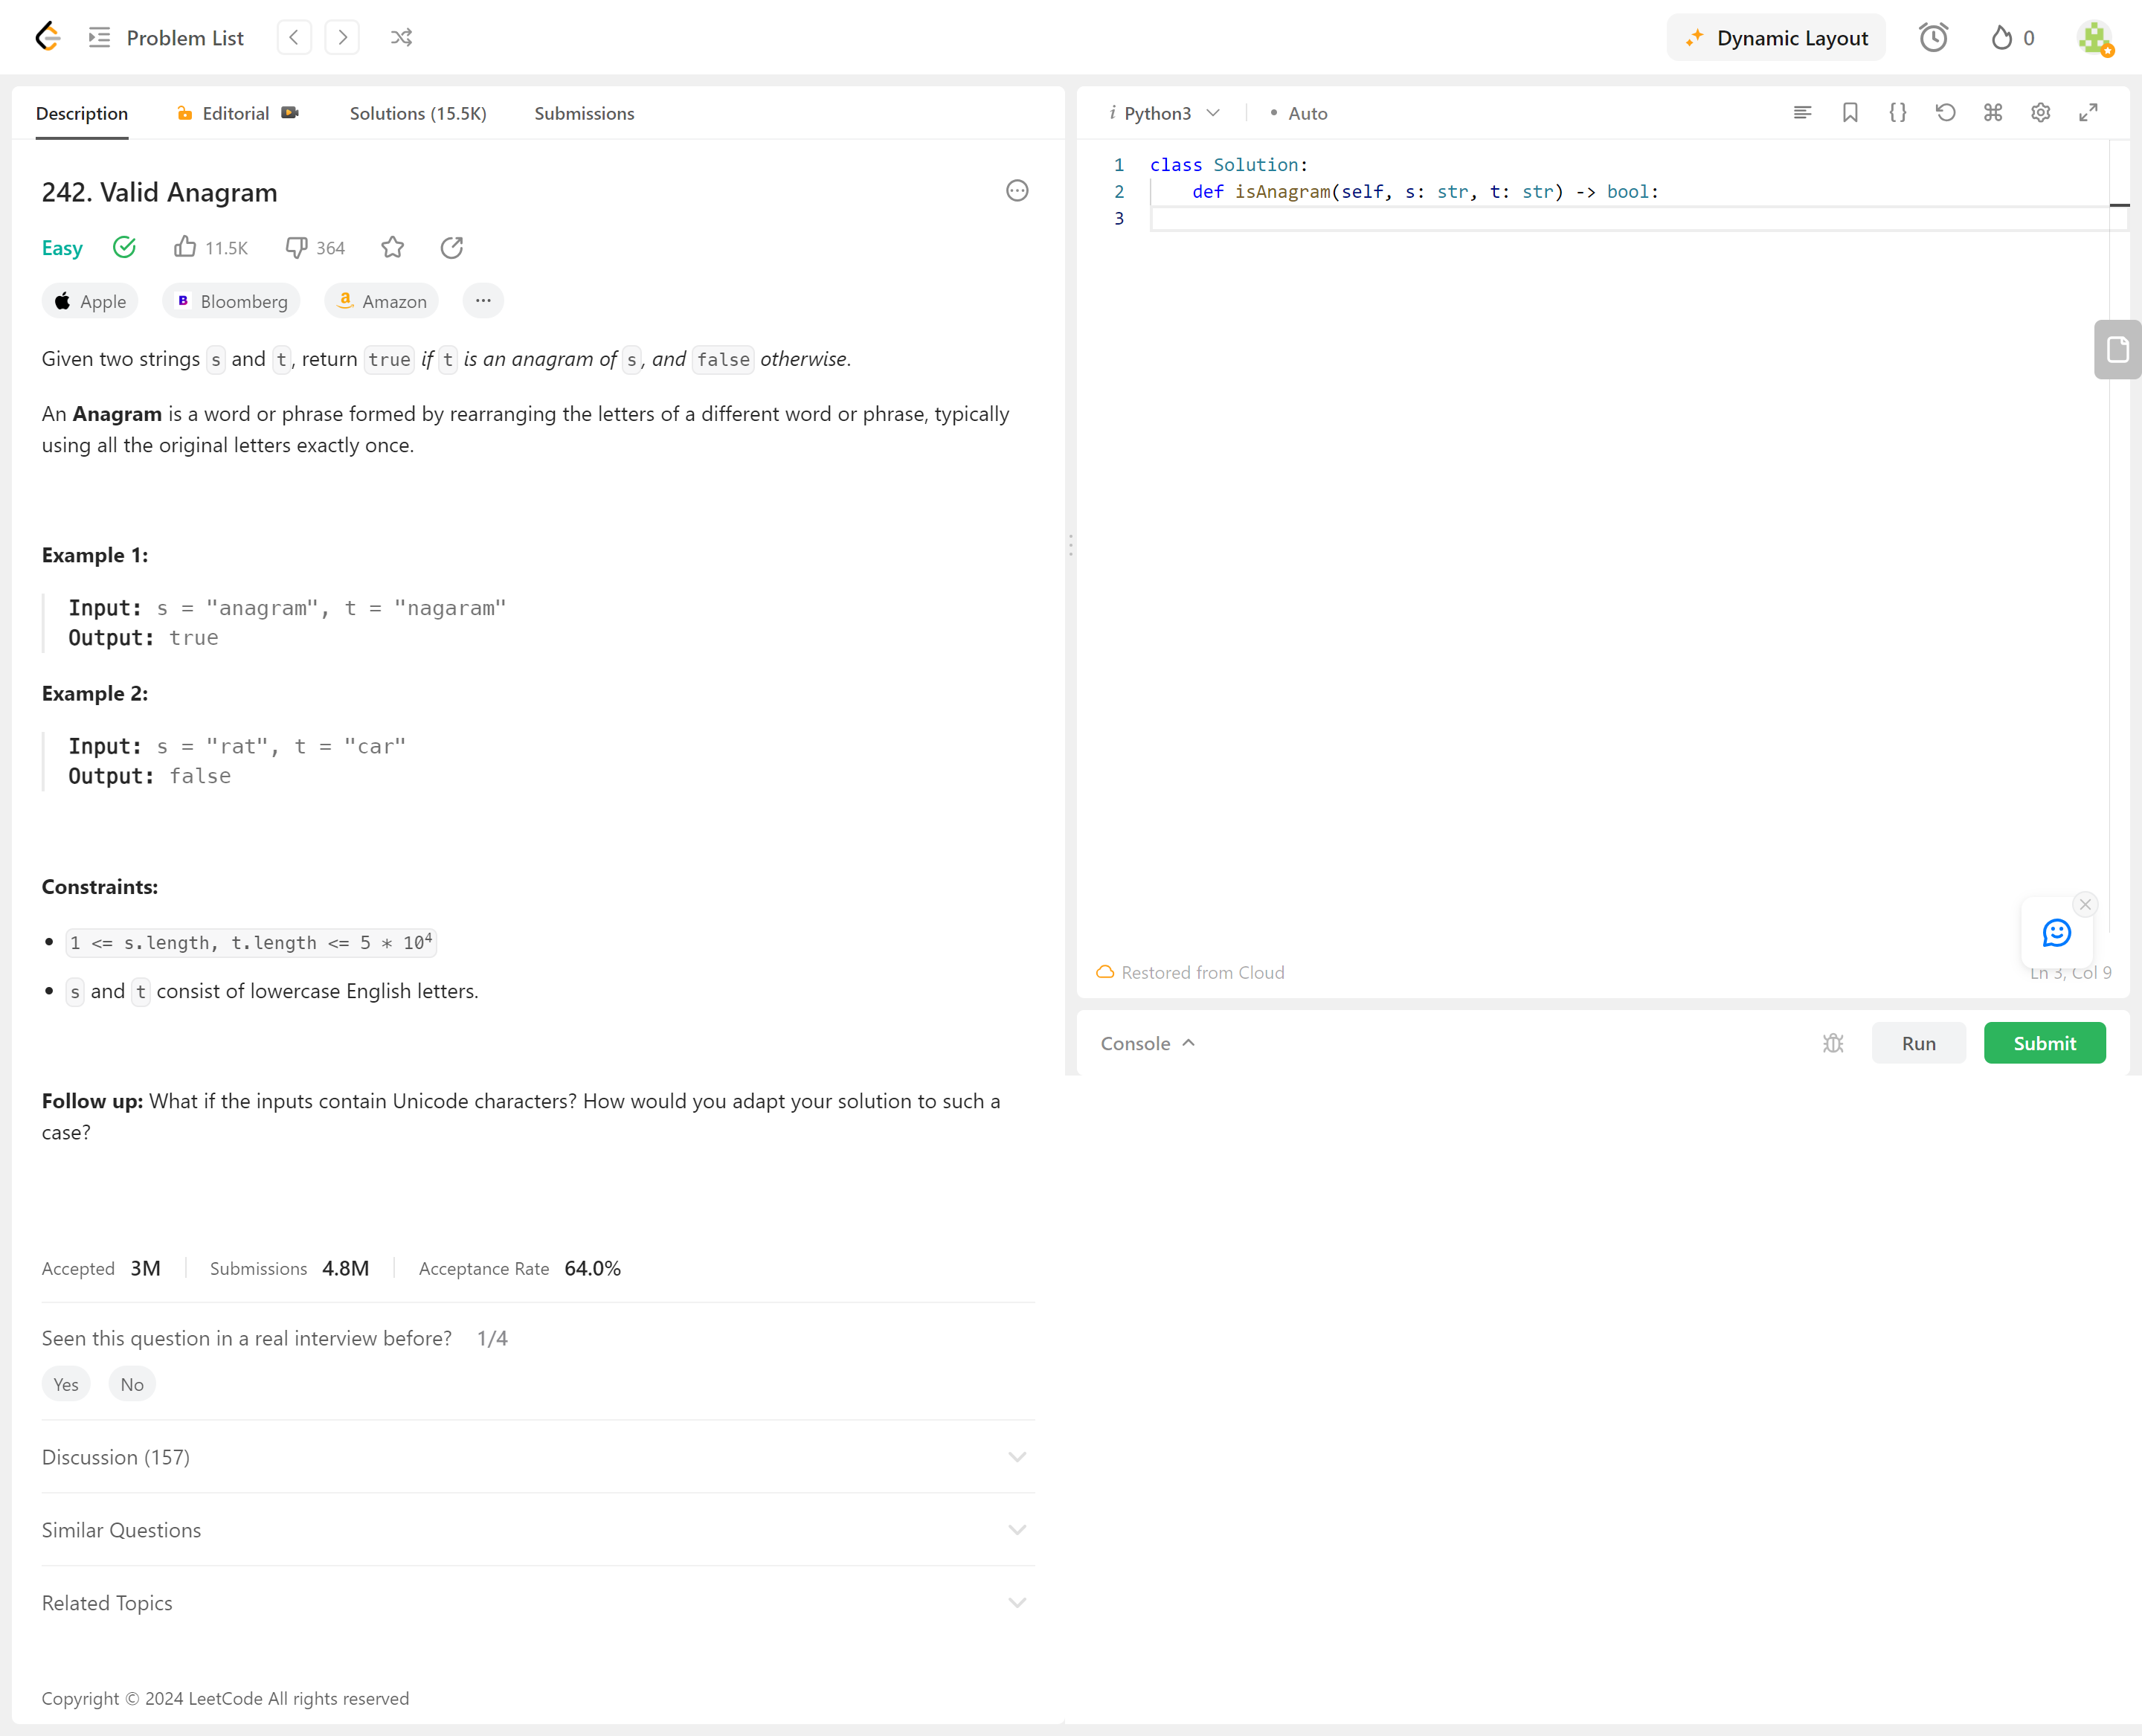 Problem List
Dynamic Layout
0
Description
Editorial
Solutions (15.5K)
Submissions
242. Valid Anagram
Easy
11.5K
364
Apple
Bloomberg
Amazon
Given two strings s and t, return true if t is an anagram of s, and false otherwise.
An Anagram is a word or phrase formed by rearranging the letters of a different word or phrase, typically
using all the original letters exactly once.
Example 1:
Input: s = "anagram", t = "nagaram"
Output: true
Example 2:
Input: s = "rat", t = "car"
Output: false
Constraints:
1 <= s.length, t.length <= 5 * 10⁴
s and t consist of lowercase English letters.
Follow up: What if the inputs contain Unicode characters? How would you adapt your solution to such a
case?
Accepted 3M
Submissions 4.8M
Acceptance Rate 64.0%
Seen this question in a real interview before? 1/4
Yes
No
Discussion (157)
Similar Questions
Related Topics
Copyright © 2024 LeetCode All rights reserved
i Python3
• Auto
1 class Solution:
2 def isAnagram(self, s: str, t: str) -> bool:
3
Restored from Cloud
Ln 3, Col 9
Console
Run
Submit